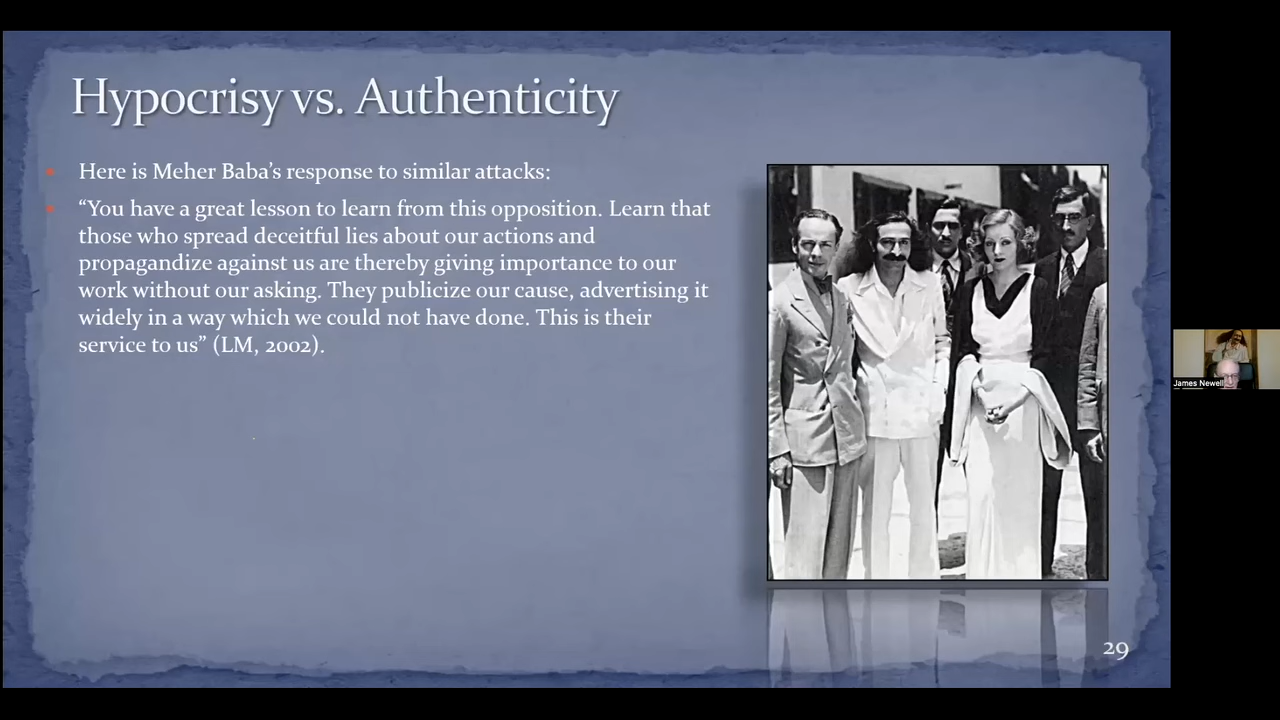 Hypocrisy vs. Authenticity
Here is Meher Baba’s response to similar attacks:
“You have a great lesson to learn from this opposition. Learn that
those who spread deceitful lies about our actions and
propagandize against us are thereby giving importance to our
work without our asking. They publicize our cause, advertising it
widely in a way which we could not have done. This is their
service to us” (LM, 2002).
James Newell
29